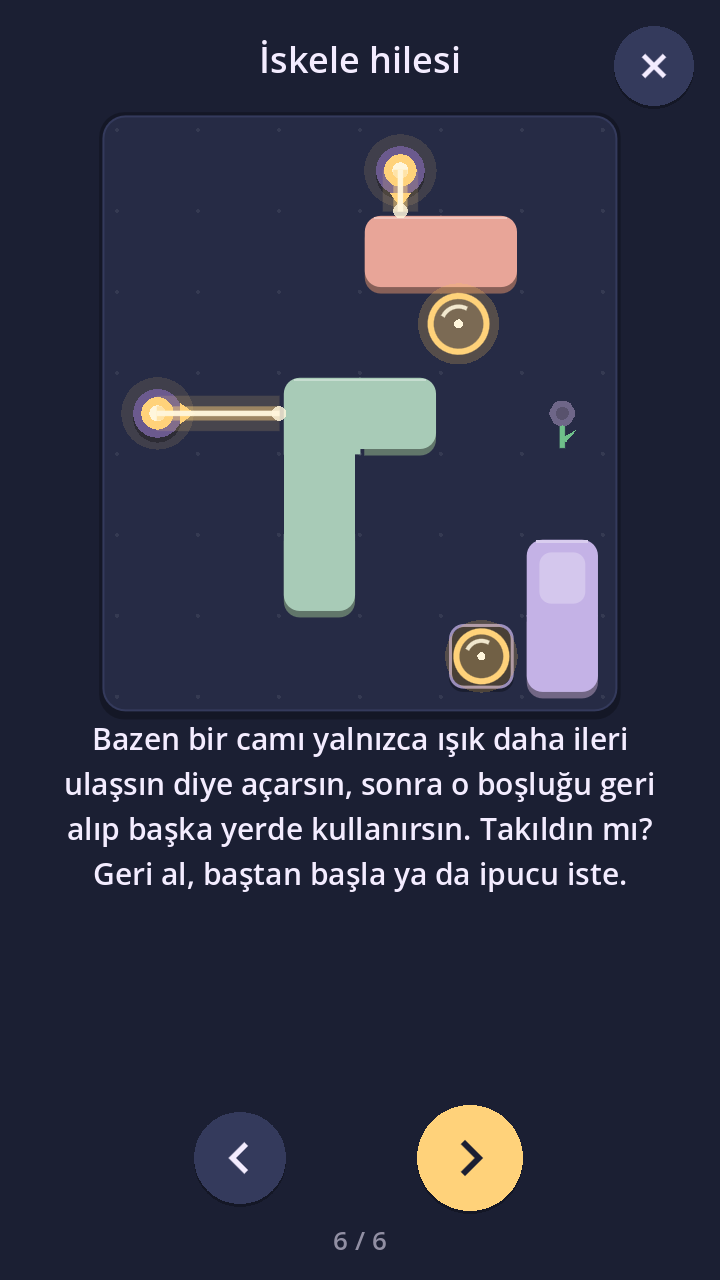 İskele hilesi
Bazen bir camı yalnızca ışık daha ileri
ulaşsın diye açarsın, sonra o boşluğu geri
alıp başka yerde kullanırsın. Takıldın mı?
Geri al, baştan başla ya da ipucu iste.
6 / 6